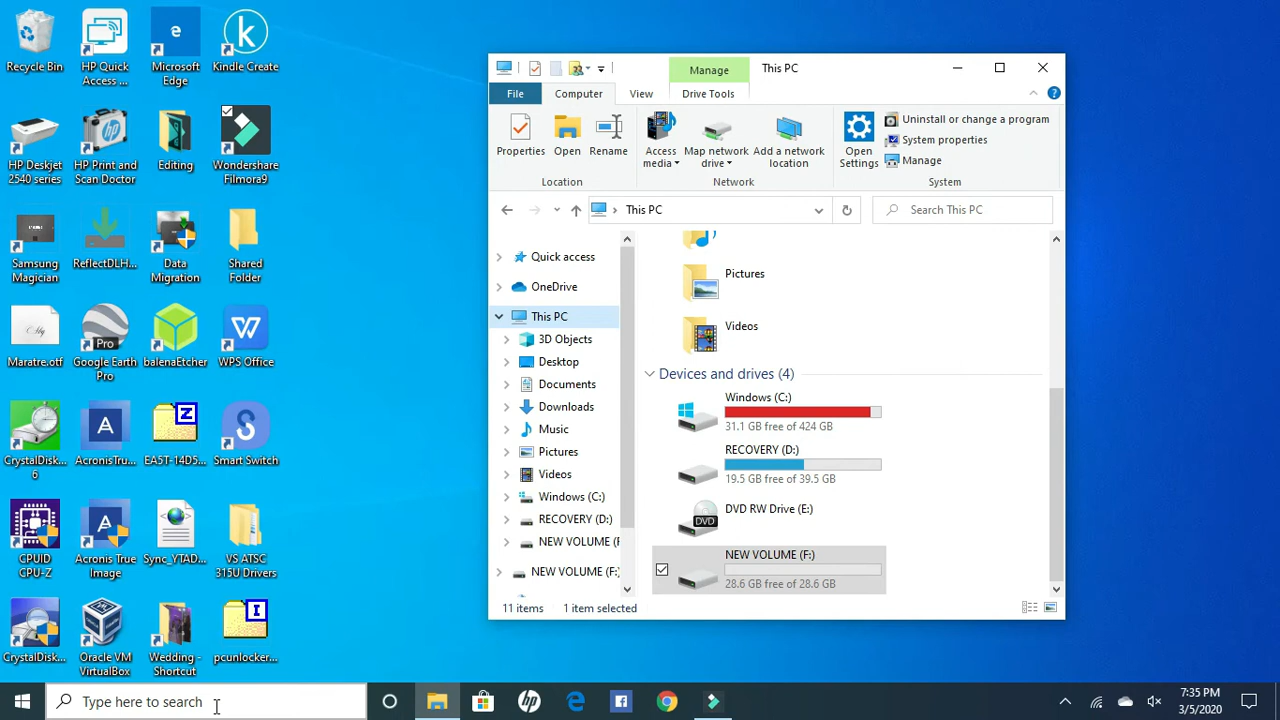 Recycle Bin
HP Quick
Access ...
Microsoft
Edge
Kindle Create
HP Deskjet
2540 series
HP Print and
Scan Doctor
Editing
Wondershare
Filmora9
Samsung
Magician
ReflectDLH...
Data
Migration
Shared
Folder
Maratre.otf
Google Earth
Pro
balenaEtcher
WPS Office
CrystalDisk...
6
AcronisTru...
EA5T-14D5...
Smart Switch
CPUID
CPU-Z
Acronis True
Image
Sync_YTAD...
VS ATSC
315U Drivers
CrystalDisk...
Oracle VM
VirtualBox
Wedding -
Shortcut
pcunlocker...
Manage
This PC
File
Computer
View
Drive Tools
Properties
Open
Rename
Access
media
Map network
drive
Add a network
location
Open
Settings
Uninstall or change a program
System properties
Manage
Location
Network
System
This PC
Search This PC
Quick access
OneDrive
This PC
3D Objects
Desktop
Documents
Downloads
Music
Pictures
Videos
Windows (C:)
RECOVERY (D:)
NEW VOLUME (F
NEW VOLUME (F:)
Pictures
Videos
Devices and drives (4)
Windows (C:)
31.1 GB free of 424 GB
RECOVERY (D:)
19.5 GB free of 39.5 GB
DVD
DVD RW Drive (E:)
NEW VOLUME (F:)
28.6 GB free of 28.6 GB
11 items
1 item selected
Type here to search
7:35 PM
3/5/2020